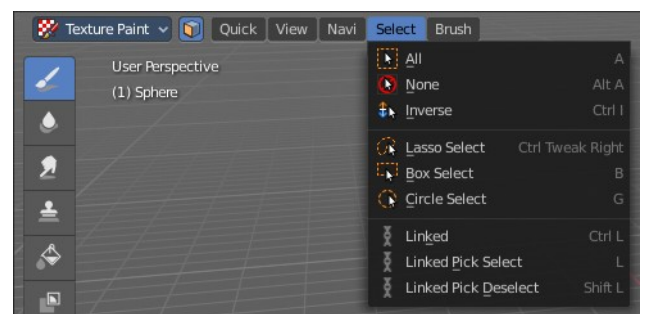 Texture Paint Quick View Navi Select Brush
User Perspective
(1) Sphere
All A
None Alt A
Inverse Ctrl I
Lasso Select Ctrl Tweak Right
Box Select B
Circle Select G
Linked Ctrl L
Linked Pick Select L
Linked Pick Deselect Shift L